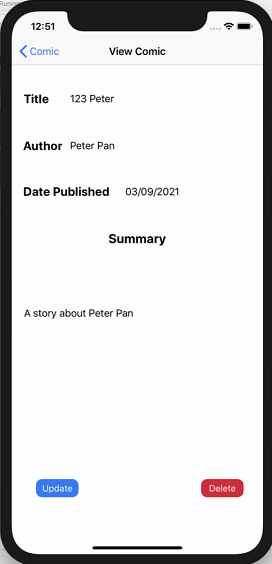 Runni
12:51
Comic
View Comic
Title 123 Peter
Author Peter Pan
Date Published 03/09/2021
Summary
A story about Peter Pan
Update
Delete